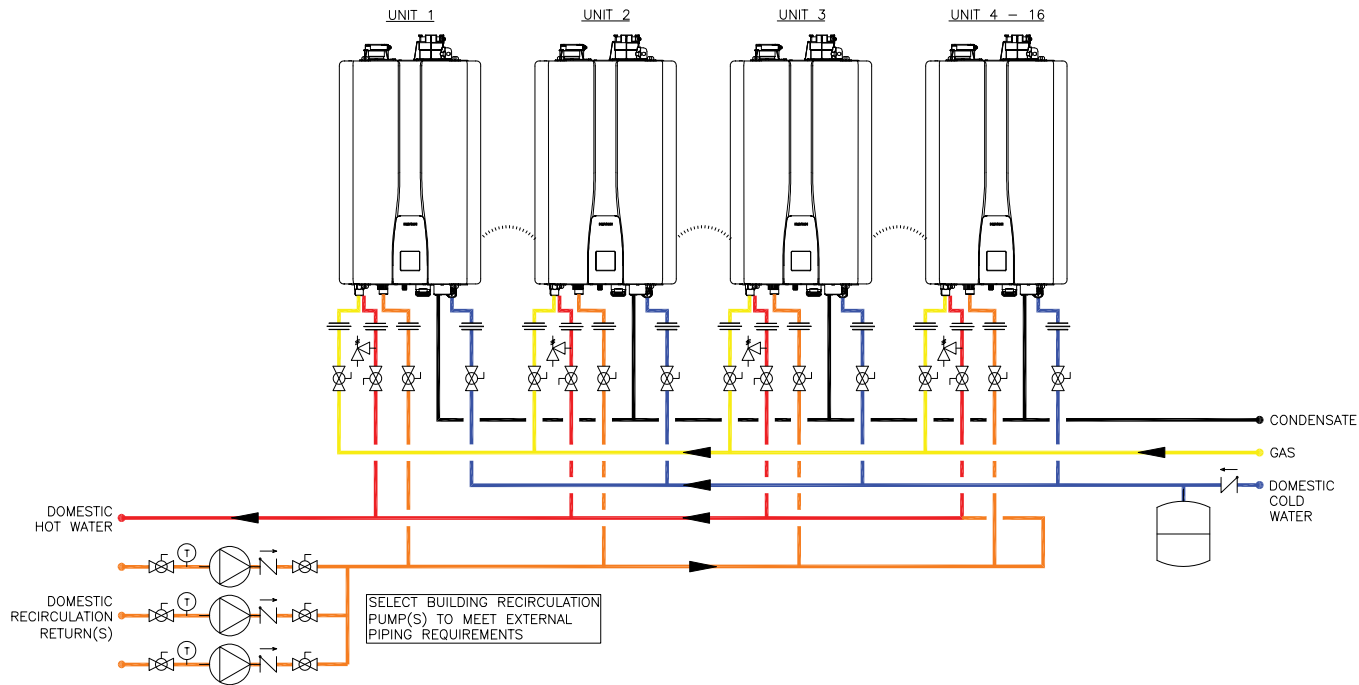 UNIT 1
UNIT 2
UNIT 3
UNIT 4 - 16
CONDENSATE
GAS
DOMESTIC
COLD
WATER
DOMESTIC
HOT WATER
T
DOMESTIC
RECIRCULATION
RETURN(S)
T
T
SELECT BUILDING RECIRCULATION
PUMP(S) TO MEET EXTERNAL
PIPING REQUIREMENTS